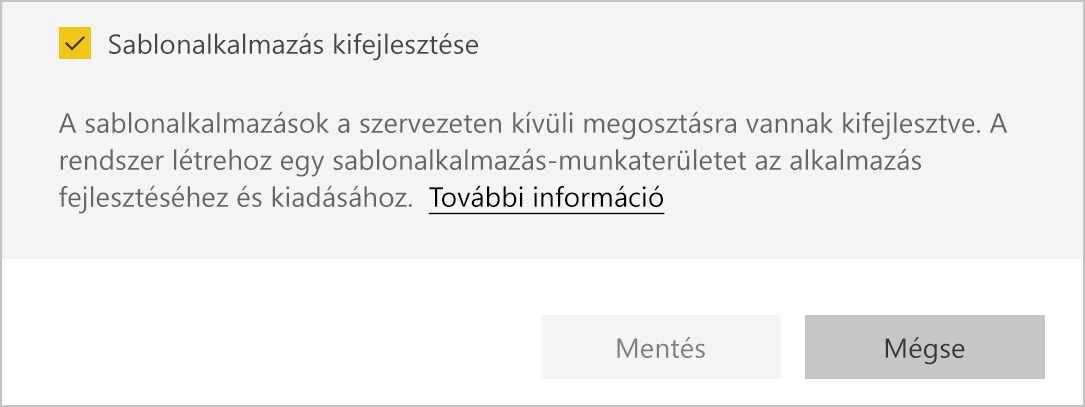 Sablonalkalmazás kifejlesztése
A sablonalkalmazások a szervezeten kívüli megosztásra vannak kifejlesztve. A
rendszer létrehoz egy sablonalkalmazás-munkaterületet az alkalmazás
fejlesztéséhez és kiadásához. További információ
Mentés Mégse